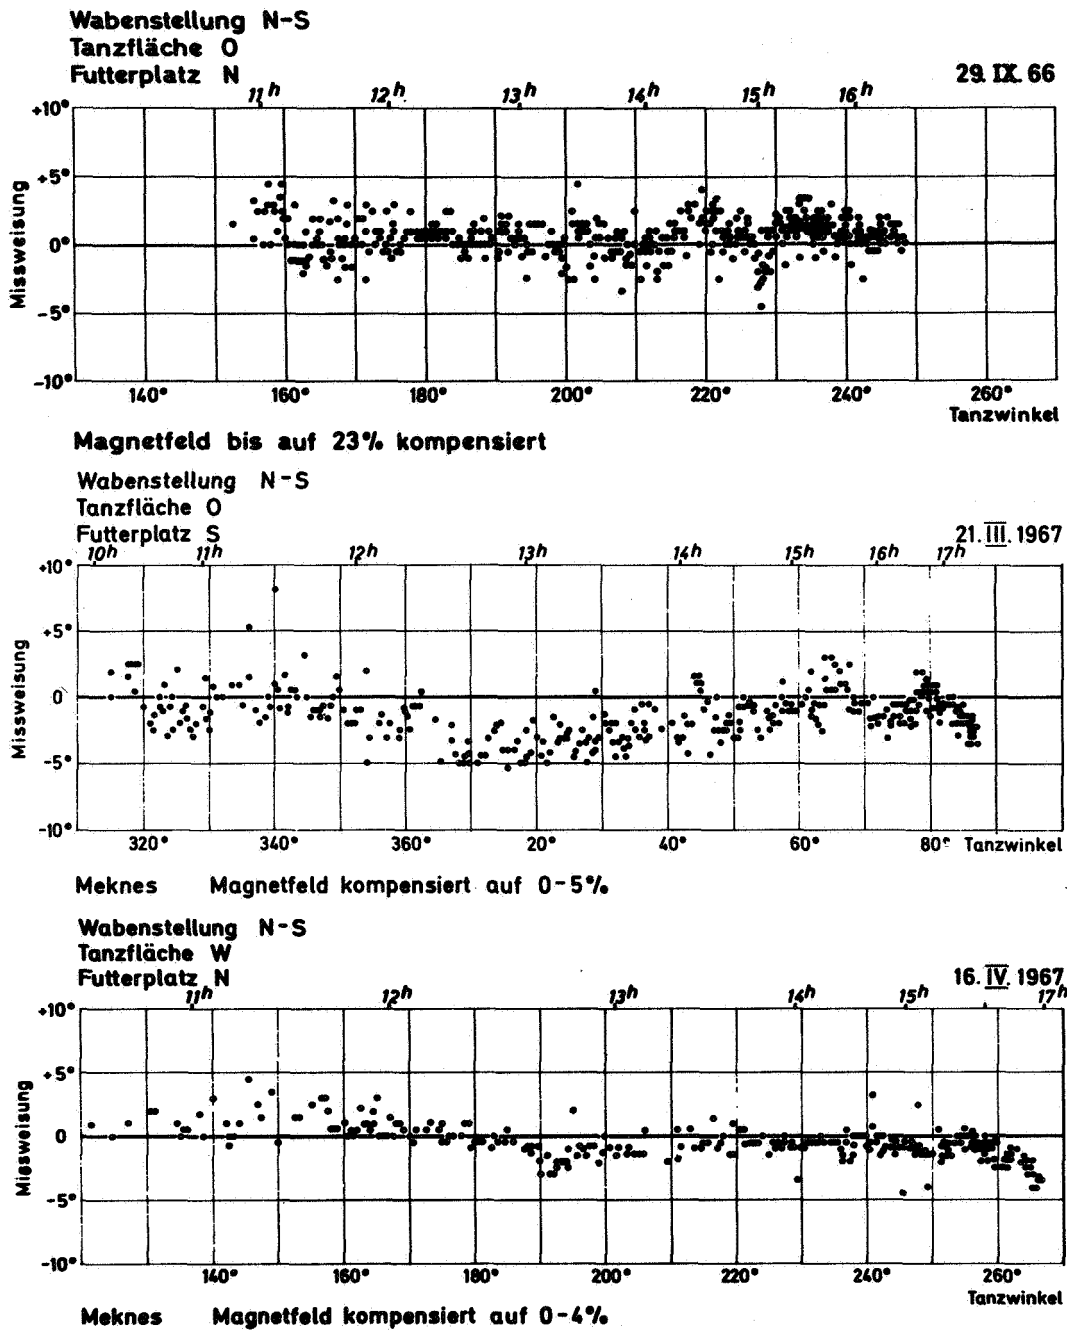 Wabenstellung N-S
Tanzfläche O
Futterplatz N
29. IX. 66
11h 12h 13h 14h 15h 16h
+10°
+5°
0°
-5°
-10°
Missweisung
140° 160° 180° 200° 220° 240° 260°
Tanzwinkel
Magnetfeld bis auf 23% kompensiert
Wabenstellung N-S
Tanzfläche O
Futterplatz S
21. III. 1967
10h 11h 12h 13h 14h 15h 16h 17h
+10°
+5°
0
-5°
-10°
Missweisung
320° 340° 360° 20° 40° 60° 80° Tanzwinkel
Meknes Magnetfeld kompensiert auf 0-5%
Wabenstellung N-S
Tanzfläche W
Futterplatz N
16. IV. 1967
11h 12h 13h 14h 15h 17h
+10°
+5°
0
-5°
-10°
Missweisung
140° 160° 180° 200° 220° 240° 260°
Tanzwinkel
Meknes Magnetfeld kompensiert auf 0-4%